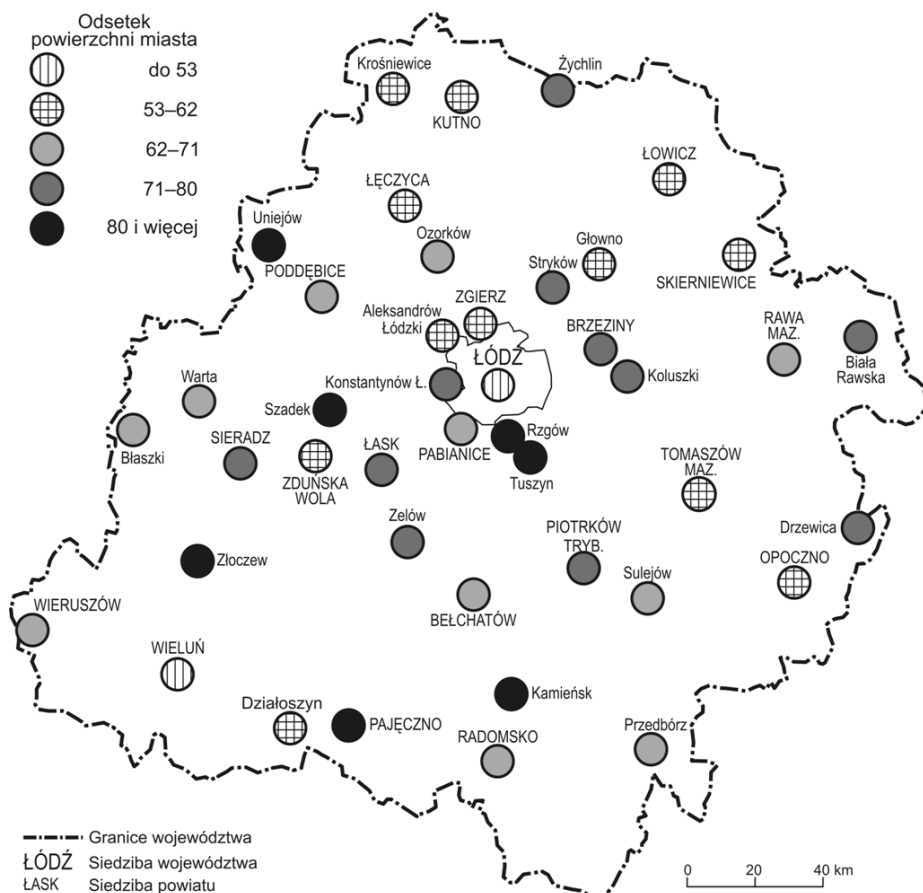 Odsetek
powierzchni miasta
do 53
53–62
62–71
71–80
80 i więcej
Krośniewice
KUTNO
Żychlin
ŁOWICZ
ŁĘCZYCA
Uniejów
Ozorków
Głowno
Stryków
SKIERNIEWICE
PODDĘBICE
Aleksandrów
Łódzki
ZGIERZ
BRZEZINY
RAWA
MAZ.
Biała
Rawska
ŁÓDŹ
Koluszki
Konstantynów Ł.
Warta
Szadek
Błaszki
SIERADZ
ZDUŃSKA
WOLA
ŁASK
PABIANICE
Rzgów
Tuszyn
TOMASZÓW
MAZ.
Zelów
PIOTRKÓW
TRYB.
Drzewica
OPOCZNO
Złoczew
Sulejów
BEŁCHATÓW
WIERUSZÓW
WIELUŃ
Działoszyn
PAJĘCZNO
Kamieńsk
RADOMSKO
Przedbórz
Granice województwa
ŁÓDŹ Siedziba województwa
ŁASK Siedziba powiatu
0 20 40 km